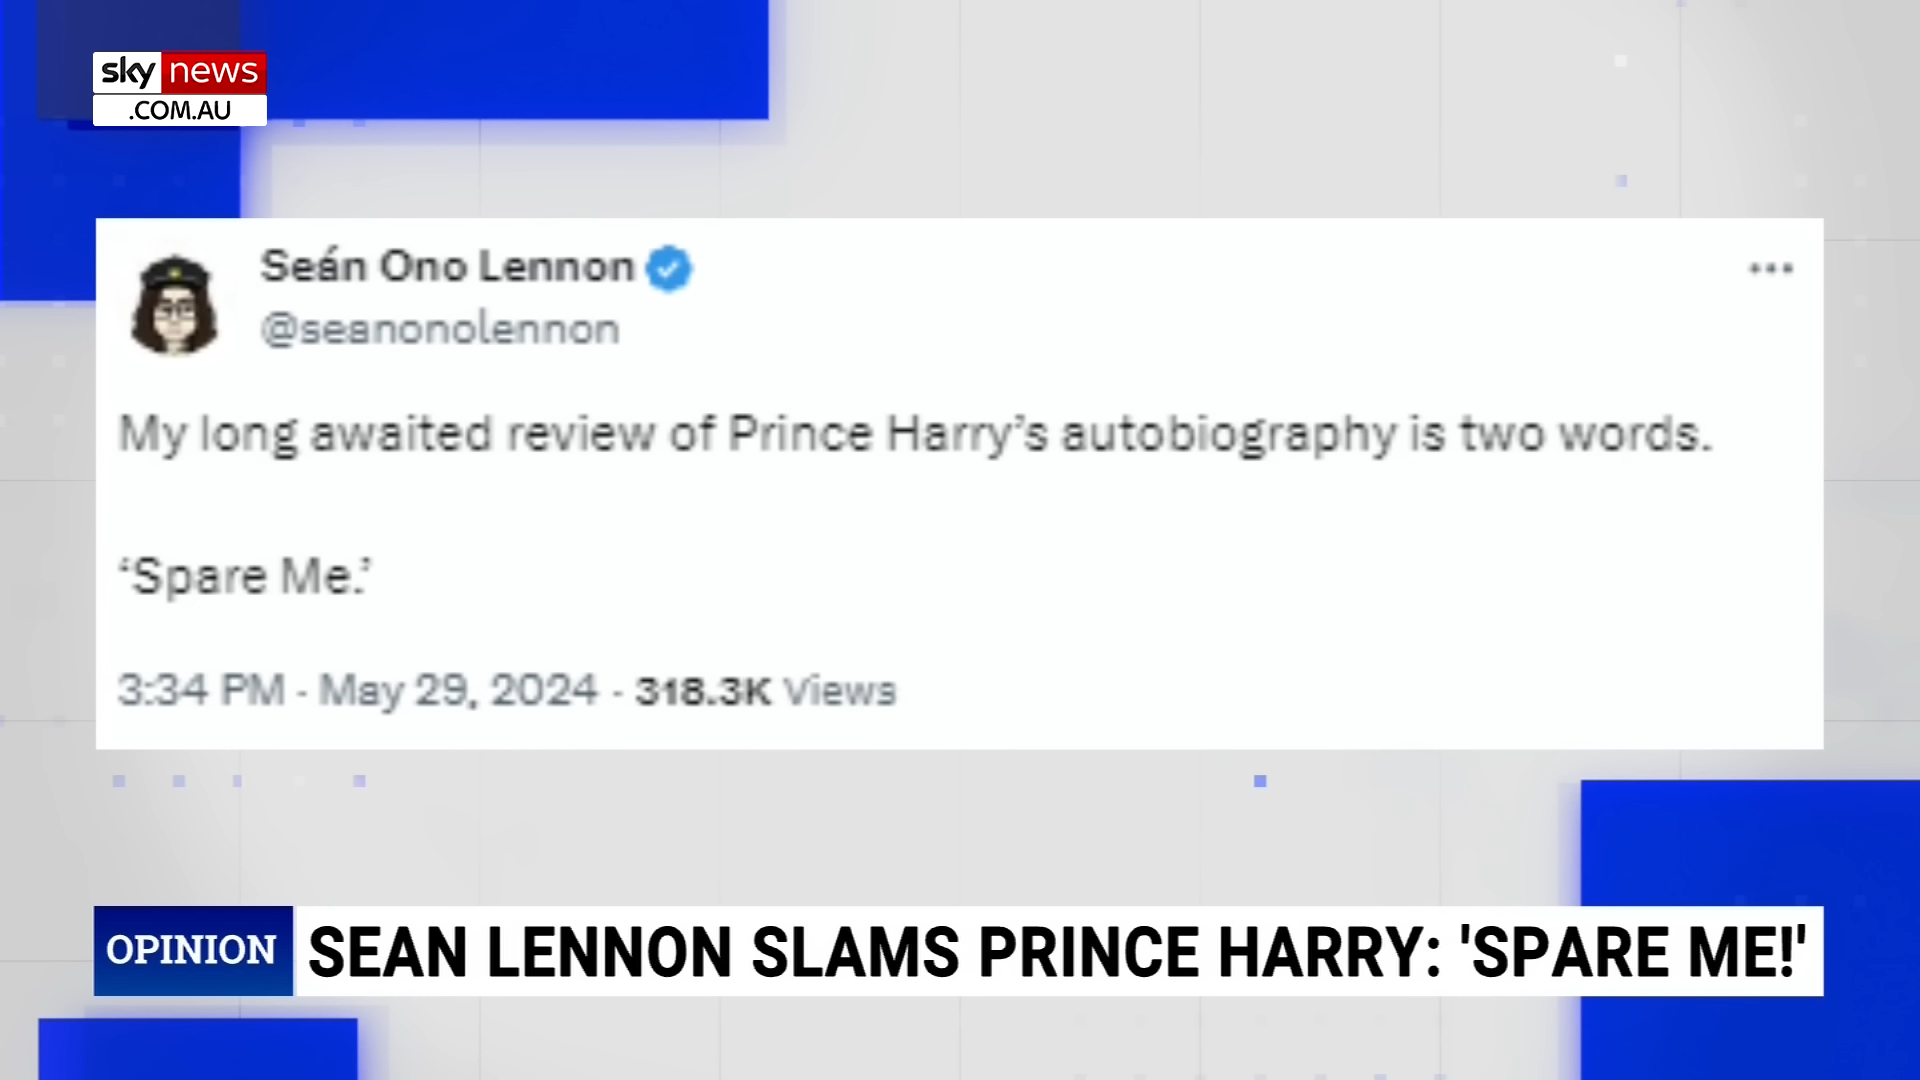 sky news
.COM.AU
Seán Ono Lennon
@seanonolennon
My long awaited review of Prince Harry’s autobiography is two words.
‘Spare Me.’
3:34 PM · May 29, 2024 · 318.3K Views
OPINION SEAN LENNON SLAMS PRINCE HARRY: 'SPARE ME!'